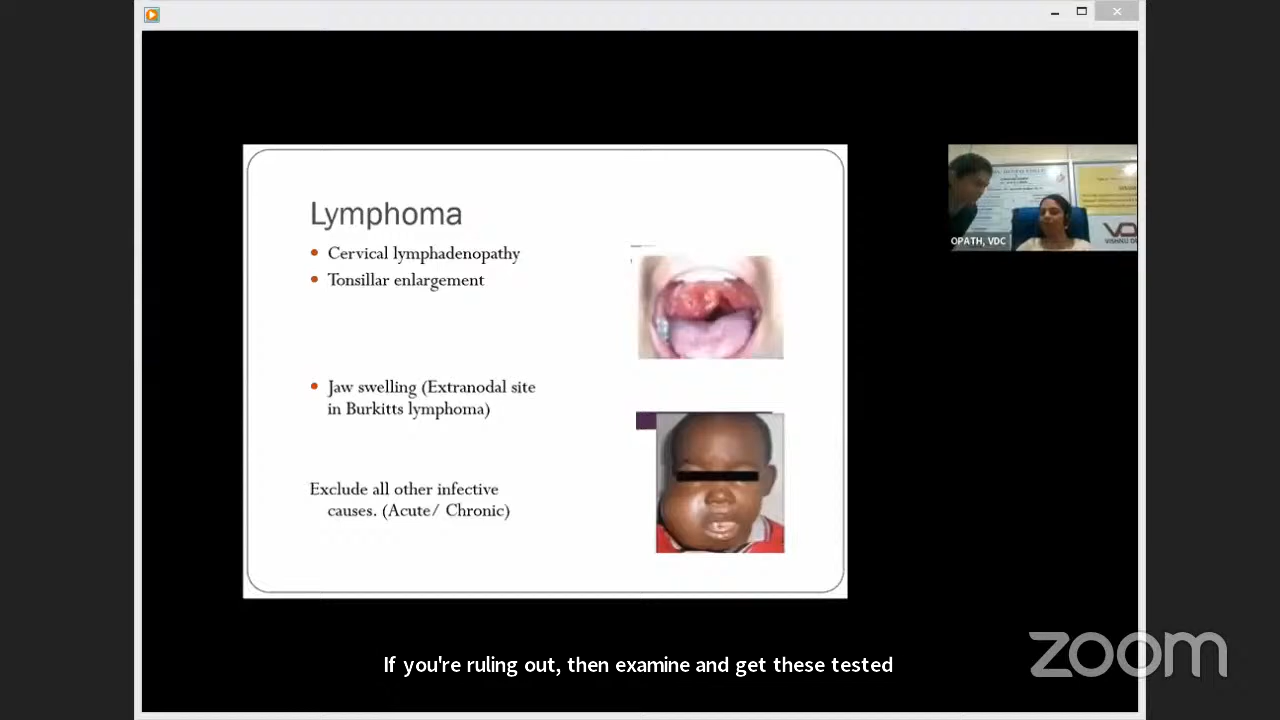 Lymphoma
Cervical lymphadenopathy
Tonsillar enlargement
Jaw swelling (Extranodal site
in Burkitts lymphoma)
Exclude all other infective
causes. (Acute/ Chronic)
OPATH, VDC
If you're ruling out, then examine and get these tested
zoom